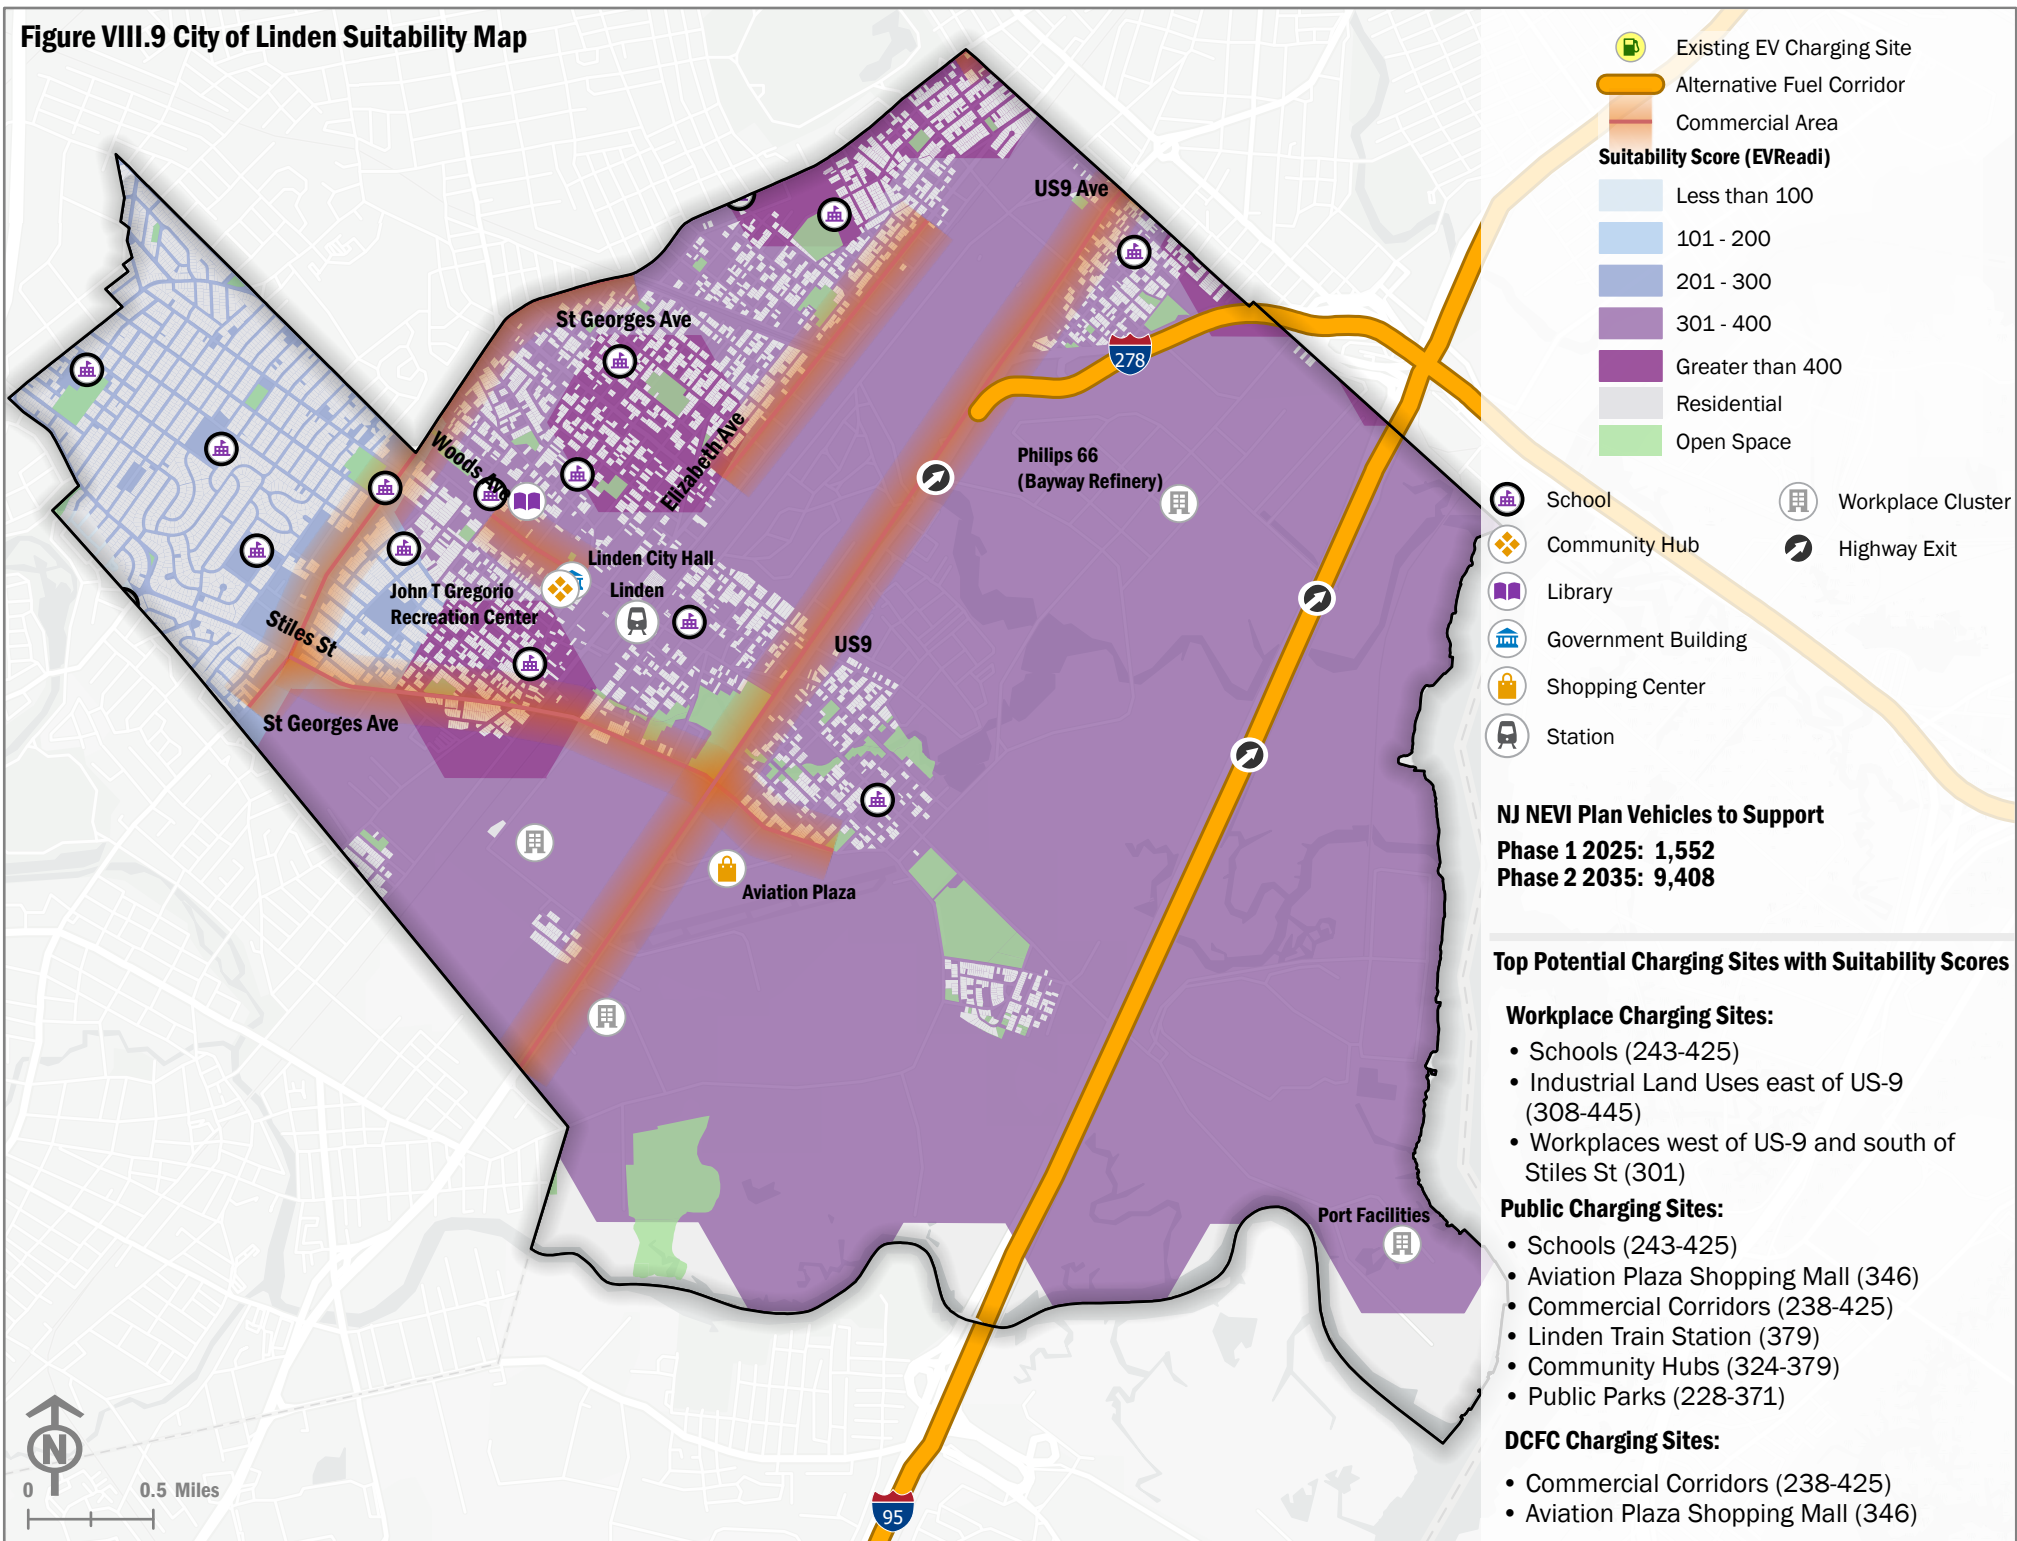 Figure VIII.9 City of Linden Suitability Map
US9 Ave
St Georges Ave
278
Woods Ave
Elizabeth Ave
Philips 66
(Bayway Refinery)
Linden City Hall
John T Gregorio
Recreation Center
Linden
Stiles St
US9
St Georges Ave
Aviation Plaza
Port Facilities
N
0 0.5 Miles
95
Existing EV Charging Site
Alternative Fuel Corridor
Commercial Area
Suitability Score (EVReadi)
Less than 100
101 - 200
201 - 300
301 - 400
Greater than 400
Residential
Open Space
School
Community Hub
Library
Government Building
Shopping Center
Station
Workplace Cluster
Highway Exit
NJ NEVI Plan Vehicles to Support
Phase 1 2025: 1,552
Phase 2 2035: 9,408
Top Potential Charging Sites with Suitability Scores
Workplace Charging Sites:
• Schools (243-425)
• Industrial Land Uses east of US-9
(308-445)
• Workplaces west of US-9 and south of
Stiles St (301)
Public Charging Sites:
• Schools (243-425)
• Aviation Plaza Shopping Mall (346)
• Commercial Corridors (238-425)
• Linden Train Station (379)
• Community Hubs (324-379)
• Public Parks (228-371)
DCFC Charging Sites:
• Commercial Corridors (238-425)
• Aviation Plaza Shopping Mall (346)